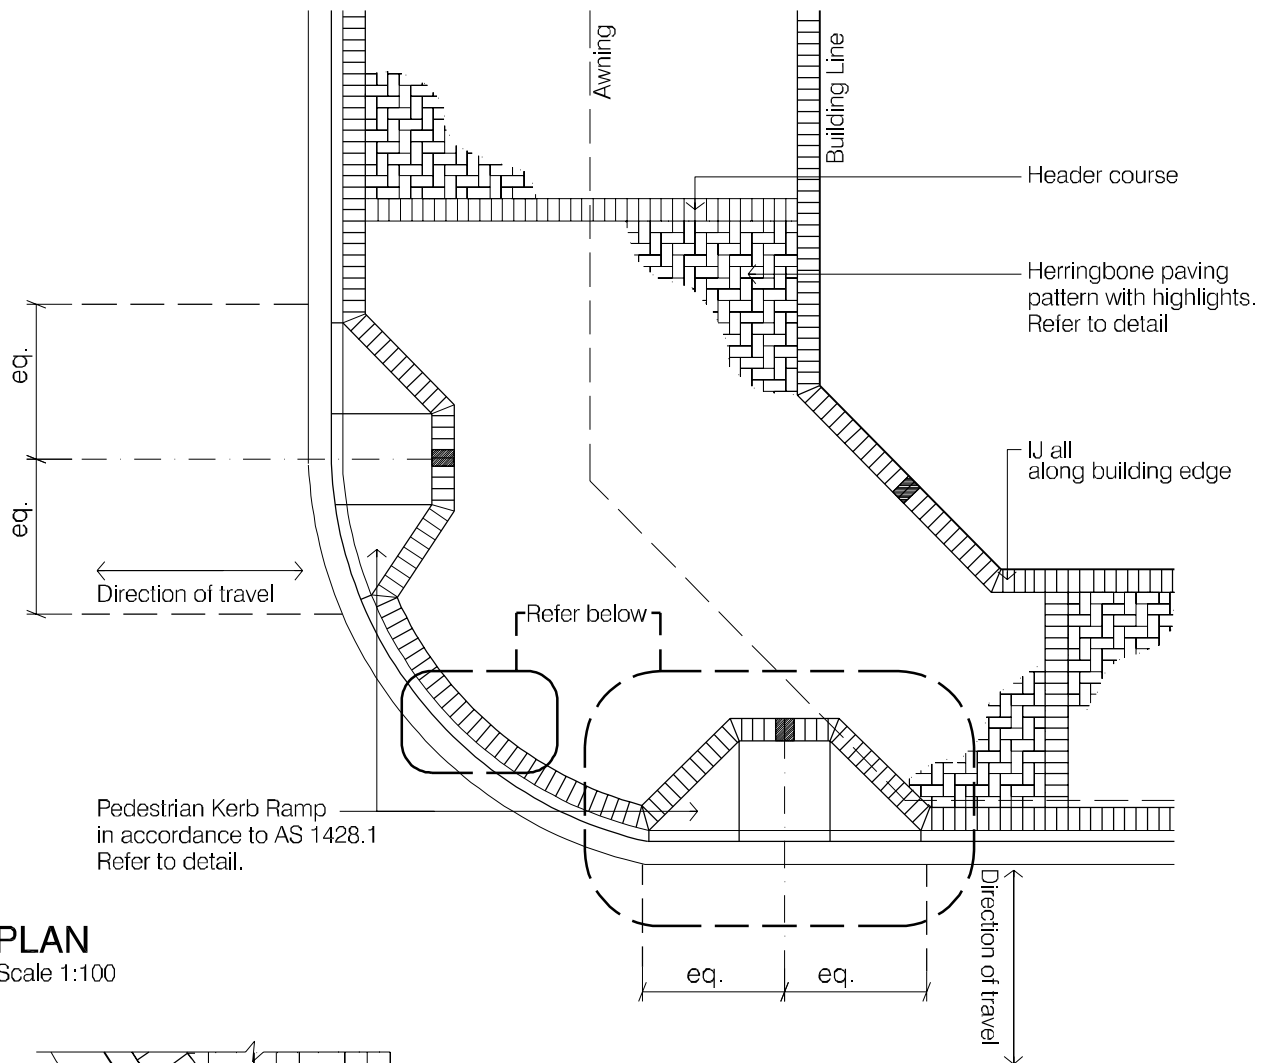 Awning
Building Line
Header course
Herringbone paving
pattern with highlights.
Refer to detail
eq.
IJ all
along building edge
eq.
Direction of travel
Refer below
Pedestrian Kerb Ramp
in accordance to AS 1428.1
Refer to detail.
Direction of travel
PLAN
Scale 1:100
eq.
eq.